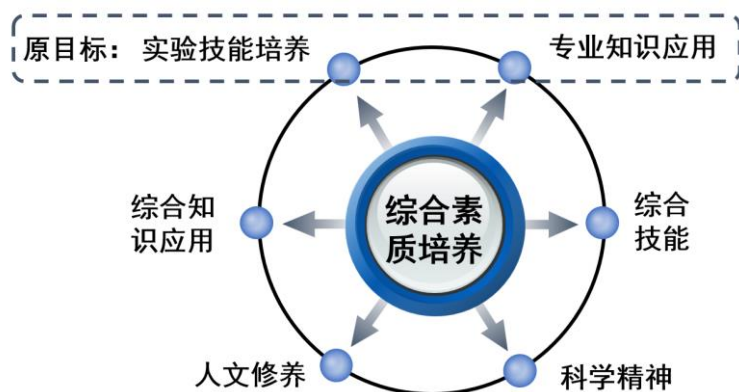 原目标： 实验技能培养
专业知识应用
综合知
识应用
综合素
质培养
综合
技能
人文修养
科学精神